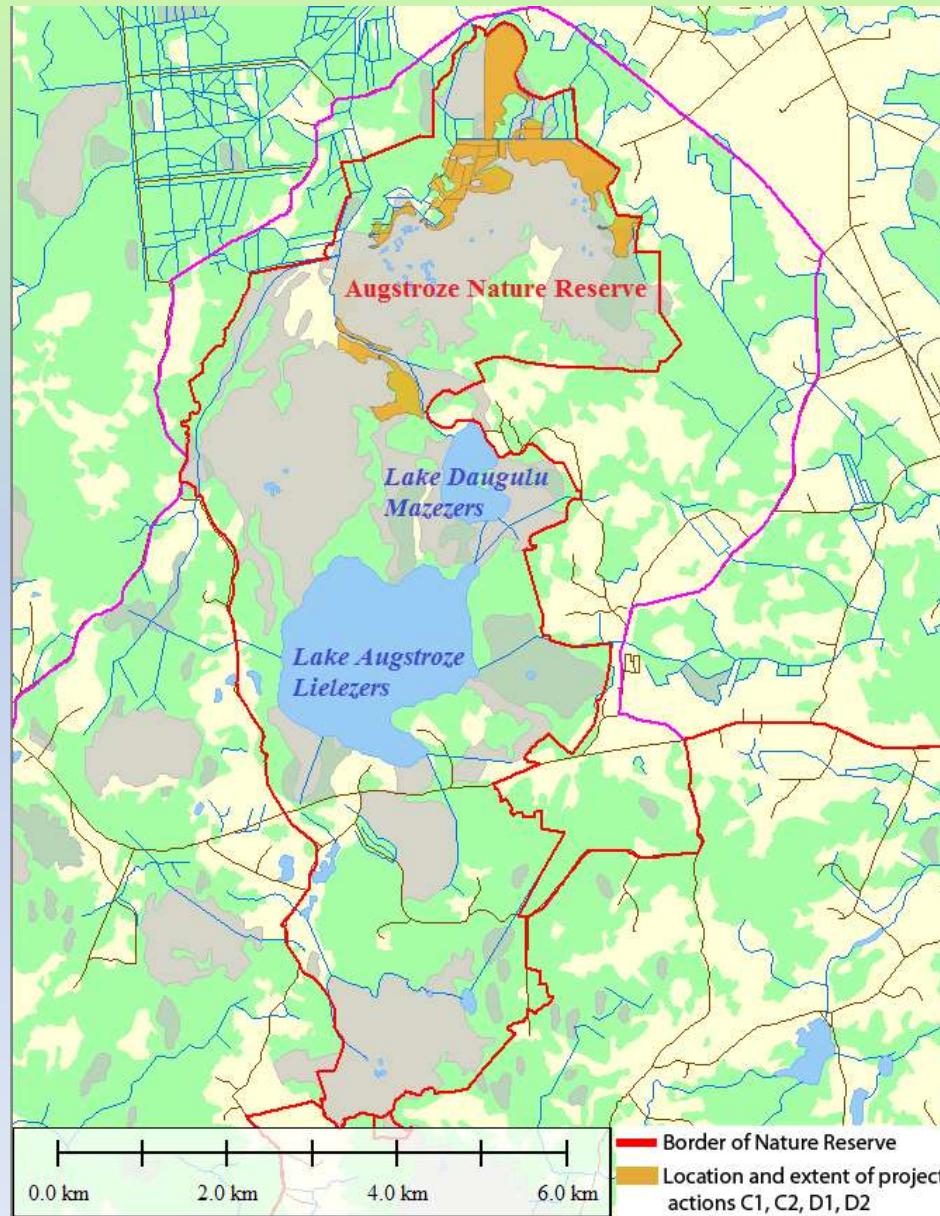 Augstroze Nature Reserve
Lake Daugulu
Mazezers
Lake Augstroze
Lielezers
0.0 km
2.0 km
4.0 km
6.0 km
Border of Nature Reserve
Location and extent of project
actions C1, C2, D1, D2